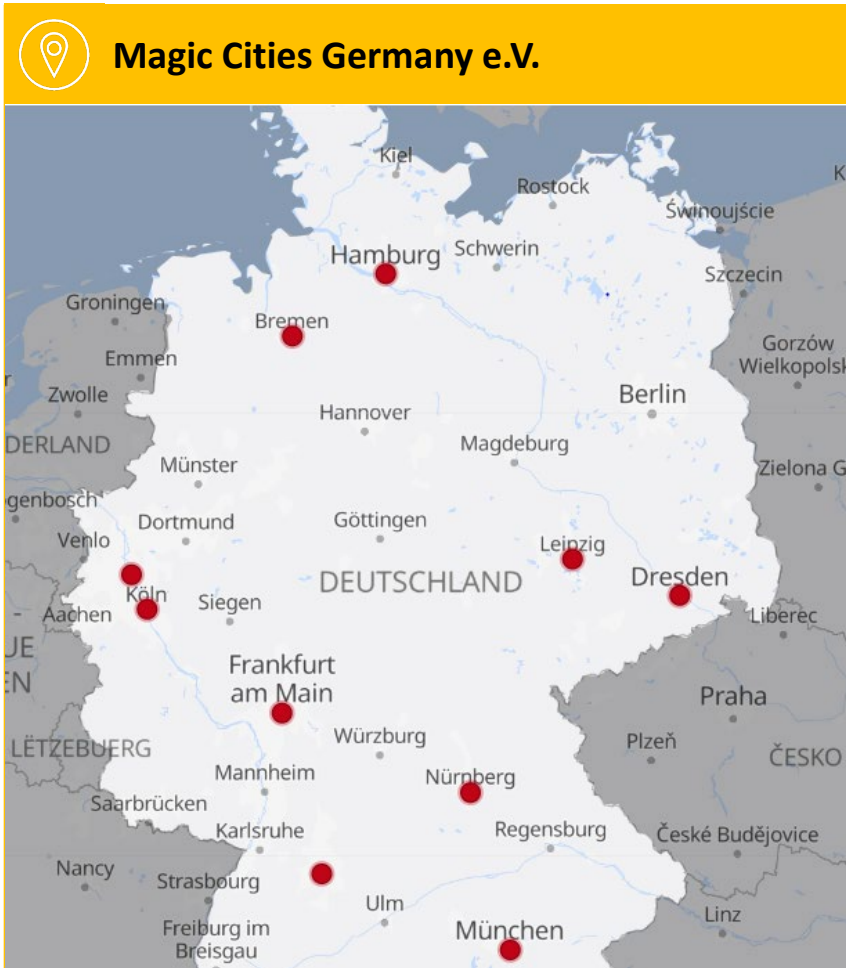 Magic Cities Germany e.V.
Kiel
Rostock
K
Świnoujście
Hamburg
Schwerin
Szczecin
Groningen
Bremen
Gorzów
Wielkopolsk
Emmen
r
Zwolle
Berlin
Hannover
DERLAND
Magdeburg
Münster
Zielona G
ogenbosch
Dortmund
Göttingen
Venlo
Leipzig
DEUTSCHLAND
Dresden
Köln
Siegen
Aachen
-
UE
EN
Liberec
Frankfurt
am Main
Praha
LËTZEBUERG
Würzburg
Plzeň
ČESKO
Mannheim
Nürnberg
Saarbrücken
Karlsruhe
Regensburg
České Budějovice
Nancy
Strasbourg
Ulm
Linz
Freiburg im
Breisgau
München